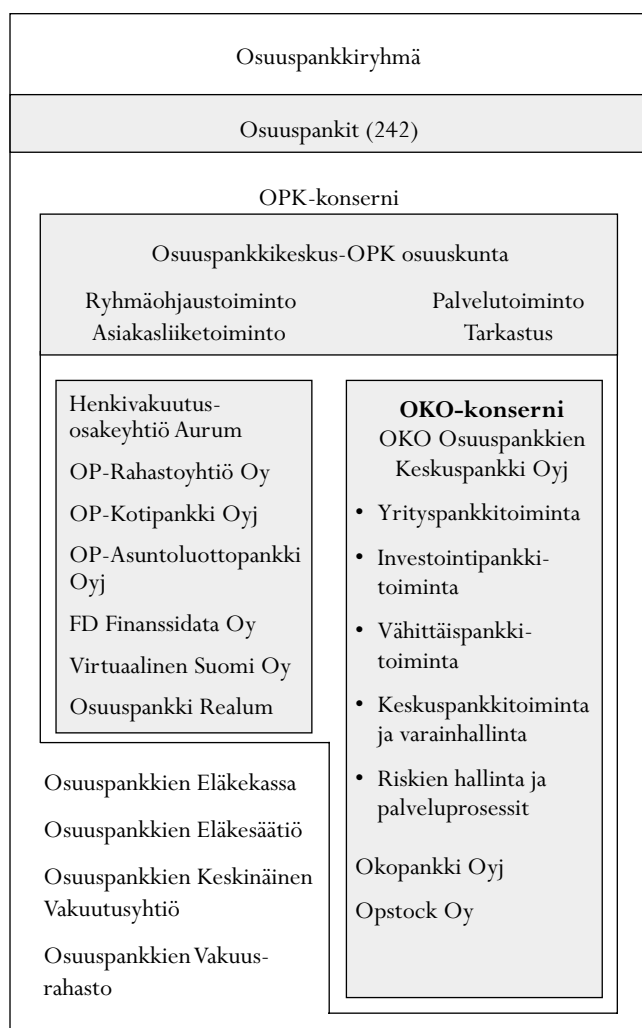 Osuuspankkiryhmä
Osuuspankit (242)
OPK-konserni
Osuuspankkikeskus-OPK osuuskunta
Ryhmäohjaustoiminto
Asiakasliiketoiminto
Palvelutoiminto
Tarkastus
Henkivakuutus-
osakeyhtiö Aurum
OP-Rahastoyhtiö Oy
OP-Kotipankki Oyj
OP-Asuntoluottopankki
Oyj
FD Finanssidata Oy
Virtuaalinen Suomi Oy
Osuuspankki Realum
OKO-konserni
OKO Osuuspankkien
Keskuspankki Oyj
• Yrityspankkitoiminta
• Investointipankki-
toiminta
• Vähittäispankki-
toiminta
• Keskuspankkitoiminta
ja varainhallinta
• Riskien hallinta ja
palveluprosessit
Okopankki Oyj
Opstock Oy
Osuuspankkien Eläkekassa
Osuuspankkien Eläkesäätiö
Osuuspankkien Keskinäinen
Vakuutusyhtiö
Osuuspankkien Vakuus-
rahasto